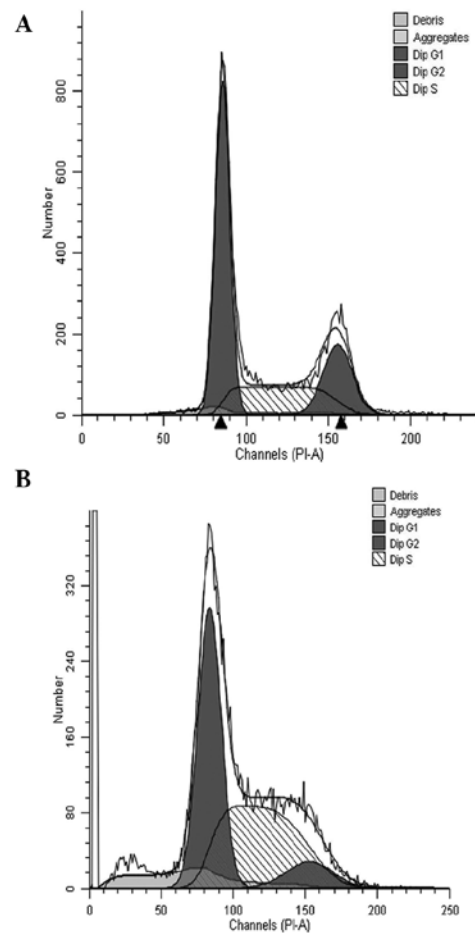 A
Debris
Aggregates
Dip G1
Dip G2
Dip S
800
600
400
200
0
Number
0 50 100 150 200
Channels (PI-A)
B
Debris
Aggregates
Dip G1
Dip G2
Dip S
320
240
160
80
0
Number
0 50 100 150 200 250
Channels (PI-A)